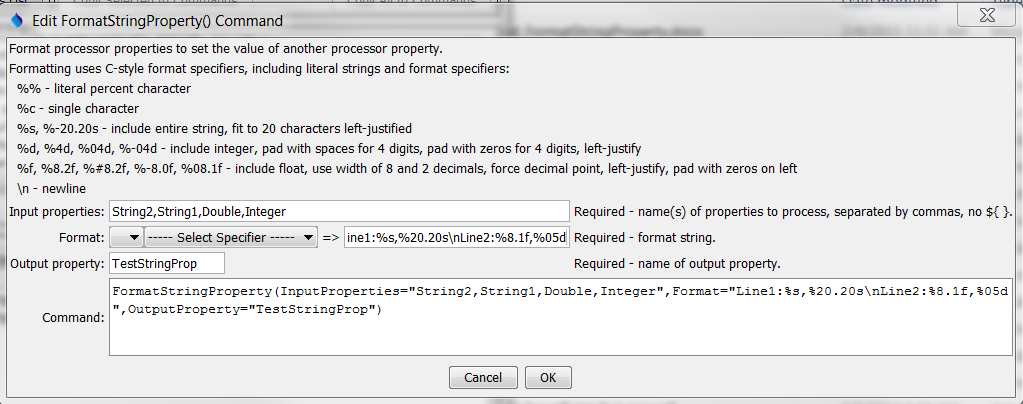 Edit FormatStringProperty() Command
Format processor properties to set the value of another processor property.
Formatting uses C-style format specifiers, including literal strings and format specifiers:
%% - literal percent character
%c - single character
%s, %-20.20s - include entire string, fit to 20 characters left-justified
%d, %4d, %04d, %-04d - include integer, pad with spaces for 4 digits, pad with zeros for 4 digits, left-justify
%f, %8.2f, %#8.2f, %-8.0f, %08.1f - include float, use width of 8 and 2 decimals, force decimal point, left-justify, pad with zeros on left
\n - newline
Input properties: String2,String1,Double,Integer Required - name(s) of properties to process, separated by commas, no ${ }.
Format: ----- Select Specifier ----- => ine1:%s,%20.20s\nLine2:%8.1f,%05d Required - format string.
Output property: TestStringProp Required - name of output property.
FormatStringProperty(InputProperties="String2,String1,Double,Integer",Format="Line1:%s,%20.20s\nLine2:%8.1f,%05d
Command: ",OutputProperty="TestStringProp")
Cancel OK